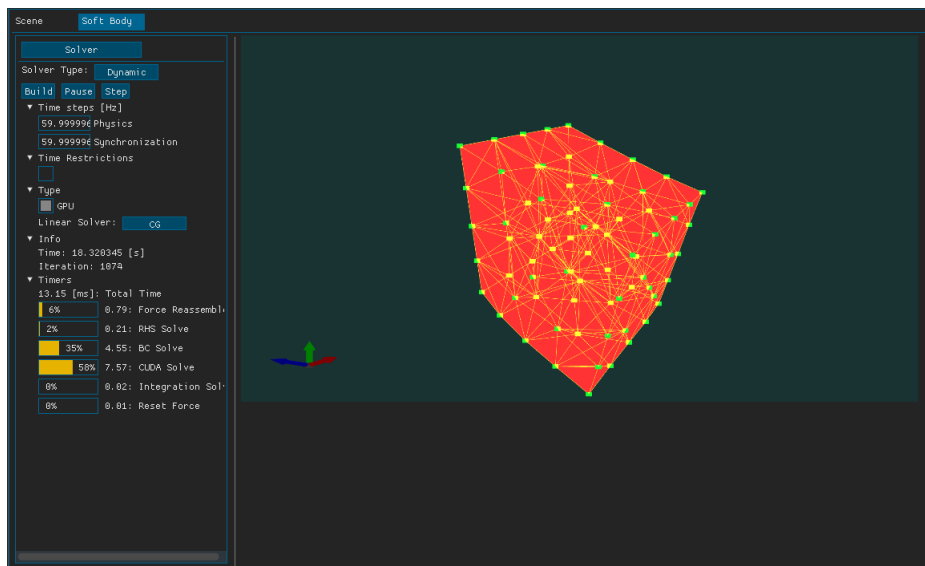 Scene Soft Body
Solver
Solver Type: Dynamic
Build Pause Step
Time steps [Hz]
59.999996 Physics
59.999996 Synchronization
Time Restrictions
Type
GPU
Linear Solver: CG
Info
Time: 18.320345 [s]
Iteration: 1074
Timers
13.15 [ms]: Total Time
6% 0.79: Force Reassembl
2% 0.21: RHS Solve
35% 4.55: BC Solve
58% 7.57: CUDA Solve
0% 0.02: Integration Sol
0% 0.01: Reset Force